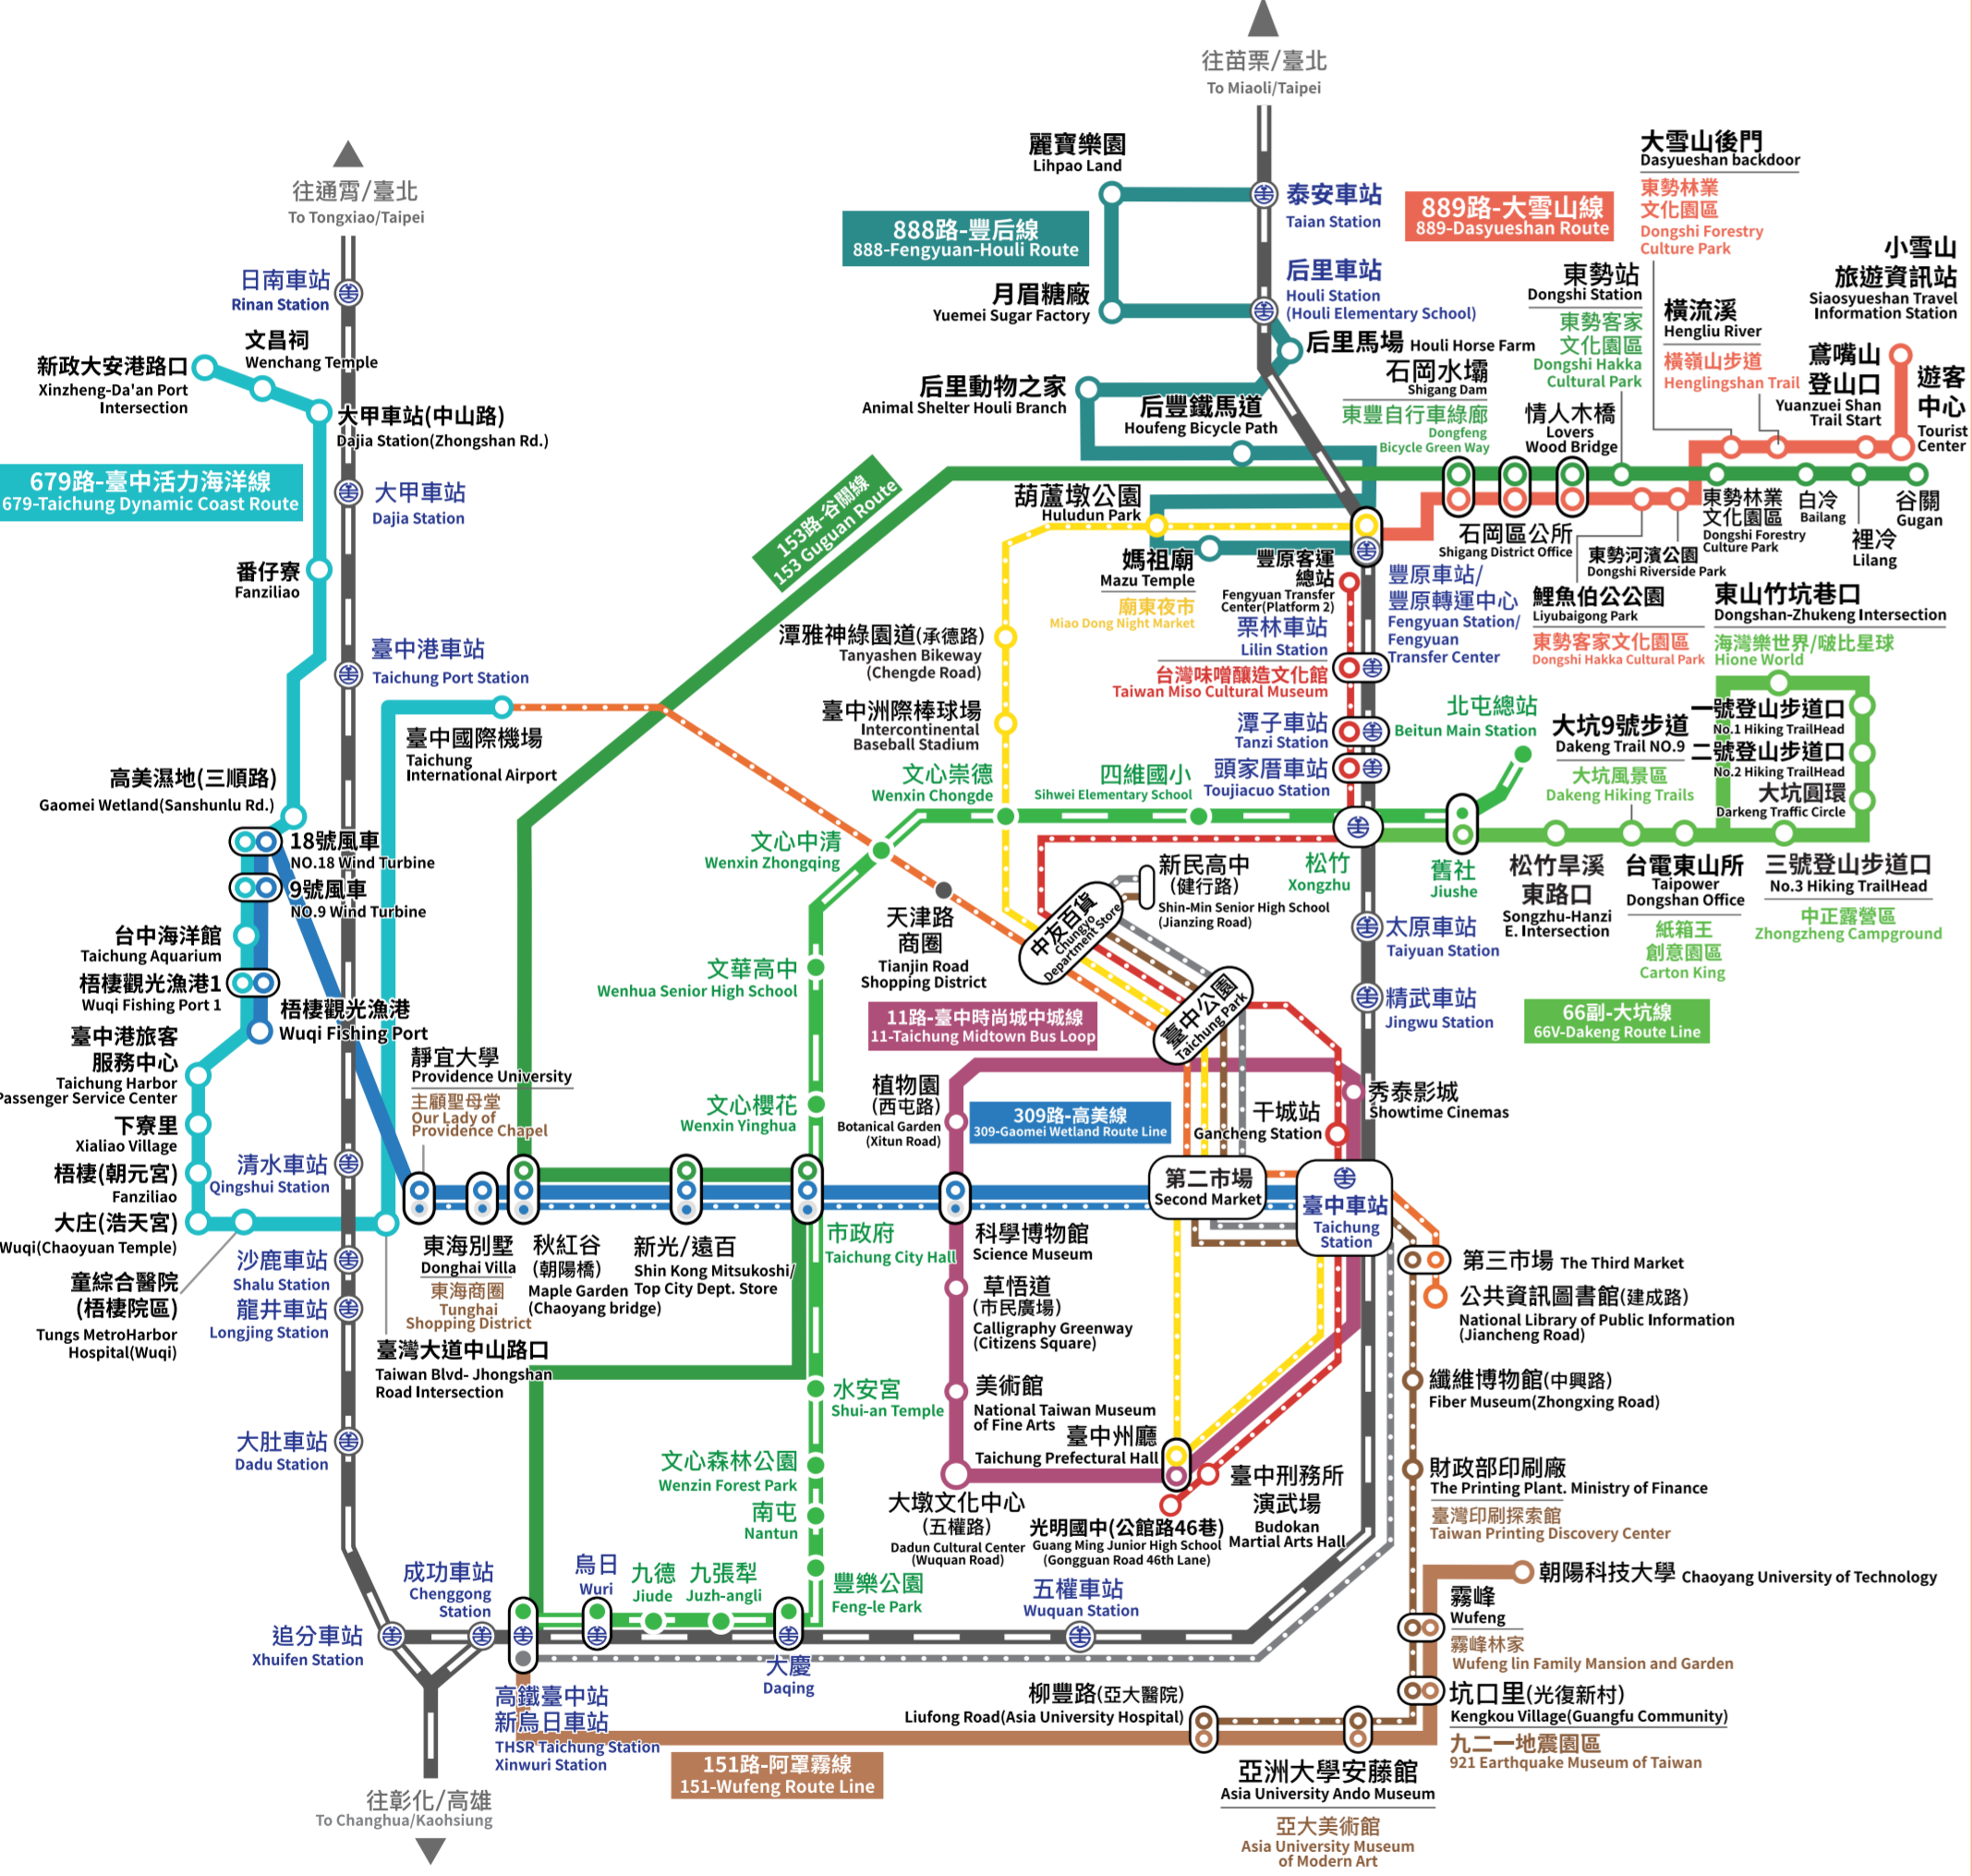 往苗栗/臺北
To Miaoli/Taipei
往通霄/臺北
To Tongxiao/Taipei
日南車站
Rinan Station
文昌祠
Wenchang Temple
新政大安港路口
Xinzheng-Da'an Port
Intersection
大甲車站(中山路)
Dajia Station(Zhongshan Rd.)
679路-臺中活力海洋線
679-Taichung Dynamic Coast Route
大甲車站
Dajia Station
番仔寮
Fanziliao
臺中港車站
Taichung Port Station
臺中國際機場
Taichung
International Airport
高美濕地(三順路)
Gaomei Wetland(Sanshunlu Rd.)
18號風車
NO.18 Wind Turbine
9號風車
NO.9 Wind Turbine
台中海洋館
Taichung Aquarium
梧棲觀光漁港1
Wuqi Fishing Port 1
梧棲觀光漁港
Wuqi Fishing Port
臺中港旅客
服務中心
Taichung Harbor
Passenger Service Center
下寮里
Xialiao Village
梧棲(朝元宮)
Fanziliao
大庄(浩天宮)
Wuqi(Chaoyuan Temple)
童綜合醫院
(梧棲院區)
Tungs MetroHarbor
Hospital(Wuqi)
清水車站
Qingshui Station
沙鹿車站
Shalu Station
龍井車站
Longjing Station
大肚車站
Dadu Station
靜宜大學
Providence University
主顧聖母堂
Our Lady of
Providence Chapel
東海別墅
Donghai Villa
東海商圈
Tunghai
Shopping District
秋紅谷
(朝陽橋)
Maple Garden
(Chaoyang bridge)
新光/遠百
Shin Kong Mitsukoshi/
Top City Dept. Store
臺灣大道中山路口
Taiwan Blvd- Jhongshan
Road Intersection
成功車站
Chenggong
Station
追分車站
Xhuifen Station
高鐵臺中站
新烏日車站
THSR Taichung Station
Xinwuri Station
往彰化/高雄
To Changhua/Kaohsiung
烏日
Wuri
九德
Jiude
九張犁
Juzh-angli
大慶
Daqing
豐樂公園
Feng-le Park
南屯
Nantun
文心森林公園
Wenzin Forest Park
水安宮
Shui-an Temple
市政府
Taichung City Hall
文心櫻花
Wenxin Yinghua
文華高中
Wenhua Senior High School
文心中清
Wenxin Zhongqing
文心崇德
Wenxin Chongde
四維國小
Sihwei Elementary School
松竹
Xongzhu
舊社
Jiushe
北屯總站
Beitun Main Station
麗寶樂園
Lihpao Land
泰安車站
Taian Station
888路-豐后線
888-Fengyuan-Houli Route
月眉糖廠
Yuemei Sugar Factory
后里車站
Houli Station
(Houli Elementary School)
后里馬場 Houli Horse Farm
后里動物之家
Animal Shelter Houli Branch
后豐鐵馬道
Houfeng Bicycle Path
153路-谷關線
153 Guguan Route
葫蘆墩公園
Huludun Park
媽祖廟
Mazu Temple
廟東夜市
Miao Dong Night Market
豐原客運
總站
Fengyuan Transfer
Center(Platform 2)
豐原車站/
豐原轉運中心
Fengyuan Station/
Fengyuan
Transfer Center
潭雅神綠園道(承德路)
Tanyashen Bikeway
(Chengde Road)
臺中洲際棒球場
Intercontinental
Baseball Stadium
栗林車站
Lilin Station
台灣味噌釀造文化館
Taiwan Miso Cultural Museum
潭子車站
Tanzi Station
頭家厝車站
Toujiacuo Station
889路-大雪山線
889-Dasyueshan Route
大雪山後門
Dasyueshan backdoor
東勢林業
文化園區
Dongshi Forestry
Culture Park
小雪山
旅遊資訊站
Siaosyueshan Travel
Information Station
東勢站
Dongshi Station
東勢客家
文化園區
Dongshi Hakka
Cultural Park
橫流溪
Hengliu River
橫嶺山步道
Henglingshan Trail
鳶嘴山
登山口
Yuanzuei Shan
Trail Start
遊客
中心
Tourist
Center
石岡水壩
Shigang Dam
東豐自行車綠廊
Dongfeng
Bicycle Green Way
情人木橋
Lovers
Wood Bridge
石岡區公所
Shigang District Office
東勢河濱公園
Dongshi Riverside Park
鯉魚伯公公園
Liyubaigong Park
東勢客家文化園區
Dongshi Hakka Cultural Park
東勢林業
文化園區
Dongshi Forestry
Culture Park
白冷
Bailang
裡冷
Lilang
谷關
Gugan
東山竹坑巷口
Dongshan-Zhukeng Intersection
海灣樂世界/啵比星球
Hione World
一號登山步道口
No.1 Hiking TrailHead
二號登山步道口
No.2 Hiking TrailHead
大坑圓環
Darkeng Traffic Circle
大坑9號步道
Dakeng Trail NO.9
大坑風景區
Dakeng Hiking Trails
松竹旱溪
東路口
Songzhu-Hanzi
E. Intersection
台電東山所
Taipower
Dongshan Office
紙箱王
創意園區
Carton King
三號登山步道口
No.3 Hiking TrailHead
中正露營區
Zhongzheng Campground
66副-大坑線
66V-Dakeng Route Line
太原車站
Taiyuan Station
精武車站
Jingwu Station
新民高中
(健行路)
Shin-Min Senior High School
(Jianzing Road)
中友百貨
Chungyo
Department Store
臺中公園
Taichung Park
天津路
商圈
Tianjin Road
Shopping District
11路-臺中時尚城中城線
11-Taichung Midtown Bus Loop
植物園
(西屯路)
Botanical Garden
(Xitun Road)
309路-高美線
309-Gaomei Wetland Route Line
干城站
Gancheng Station
秀泰影城
Showtime Cinemas
第二市場
Second Market
臺中車站
Taichung
Station
科學博物館
Science Museum
草悟道
(市民廣場)
Calligraphy Greenway
(Citizens Square)
美術館
National Taiwan Museum
of Fine Arts
臺中州廳
Taichung Prefectural Hall
大墩文化中心
(五權路)
Dadun Cultural Center
(Wuquan Road)
光明國中(公館路46巷)
Guang Ming Junior High School
(Gongguan Road 46th Lane)
臺中刑務所
演武場
Budokan
Martial Arts Hall
五權車站
Wuquan Station
第三市場 The Third Market
公共資訊圖書館(建成路)
National Library of Public Information
(Jiancheng Road)
纖維博物館(中興路)
Fiber Museum(Zhongxing Road)
財政部印刷廠
The Printing Plant. Ministry of Finance
臺灣印刷探索館
Taiwan Printing Discovery Center
朝陽科技大學 Chaoyang University of Technology
霧峰
Wufeng
霧峰林家
Wufeng lin Family Mansion and Garden
坑口里(光復新村)
Kengkou Village(Guangfu Community)
九二一地震園區
921 Earthquake Museum of Taiwan
柳豐路(亞大醫院)
Liufong Road(Asia University Hospital)
亞洲大學安藤館
Asia University Ando Museum
亞大美術館
Asia University Museum
of Modern Art
151路-阿罩霧線
151-Wufeng Route Line